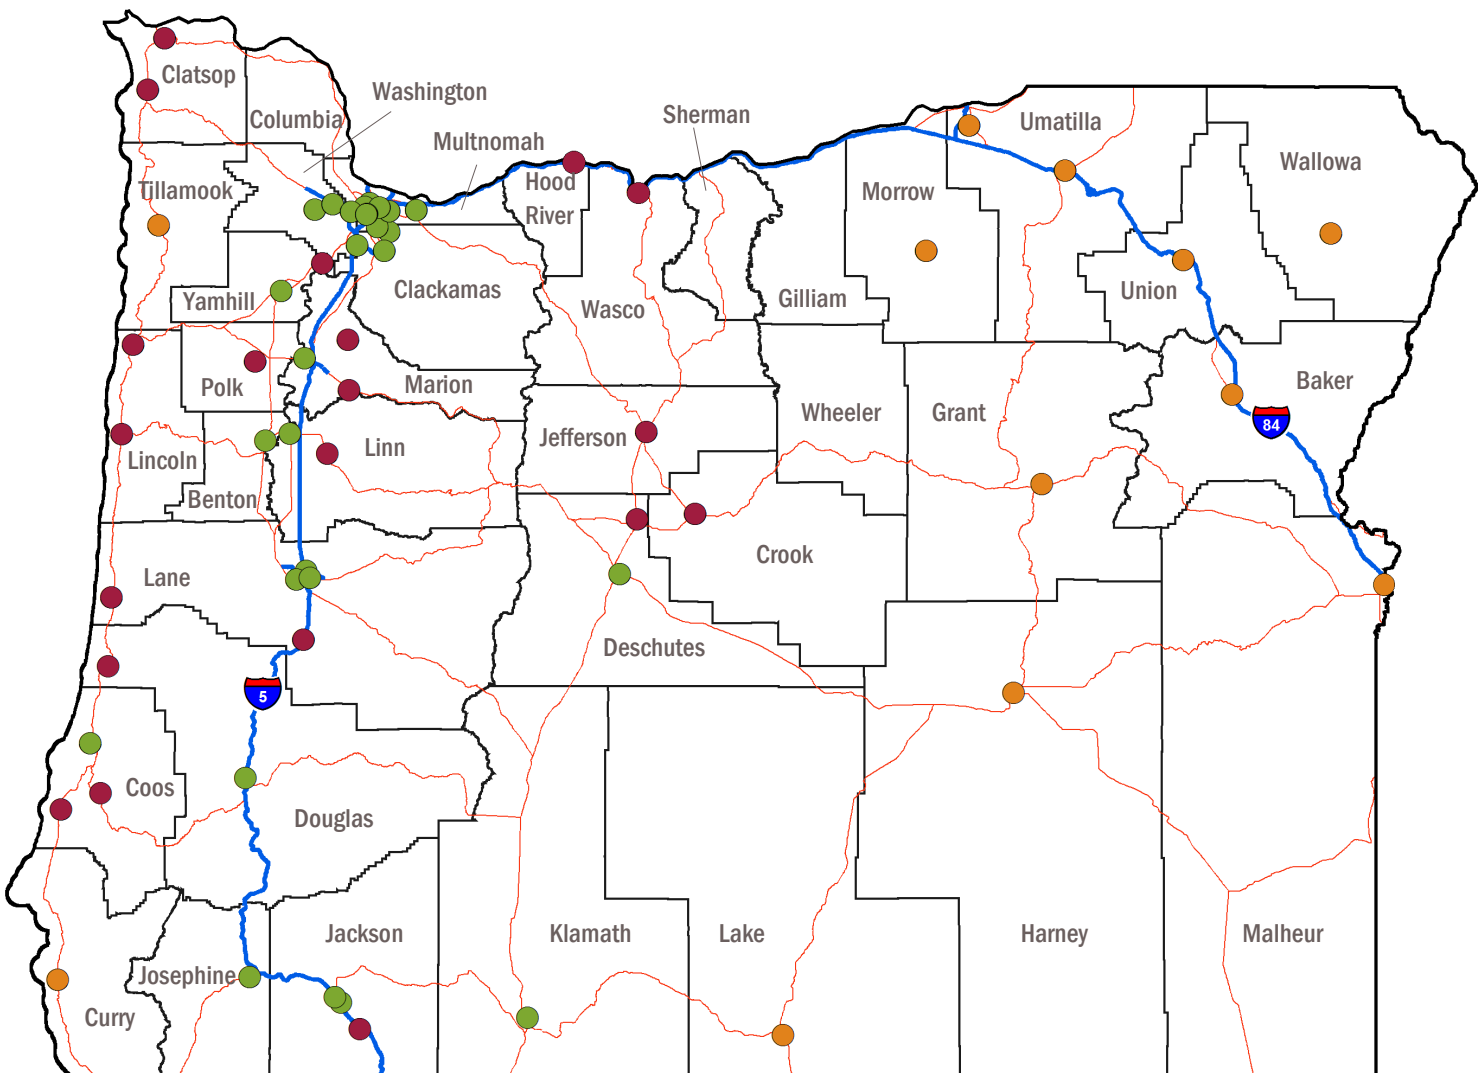 Clatsop
Columbia
Washington
Multnomah
Sherman
Umatilla
Wallowa
Tillamook
Hood
River
Morrow
Yamhill
Clackamas
Wasco
Gilliam
Union
Polk
Marion
Wheeler
Grant
Baker
84
Jefferson
Linn
Lincoln
Benton
Crook
Lane
Deschutes
5
Coos
Douglas
Jackson
Klamath
Lake
Harney
Malheur
Josephine
Curry